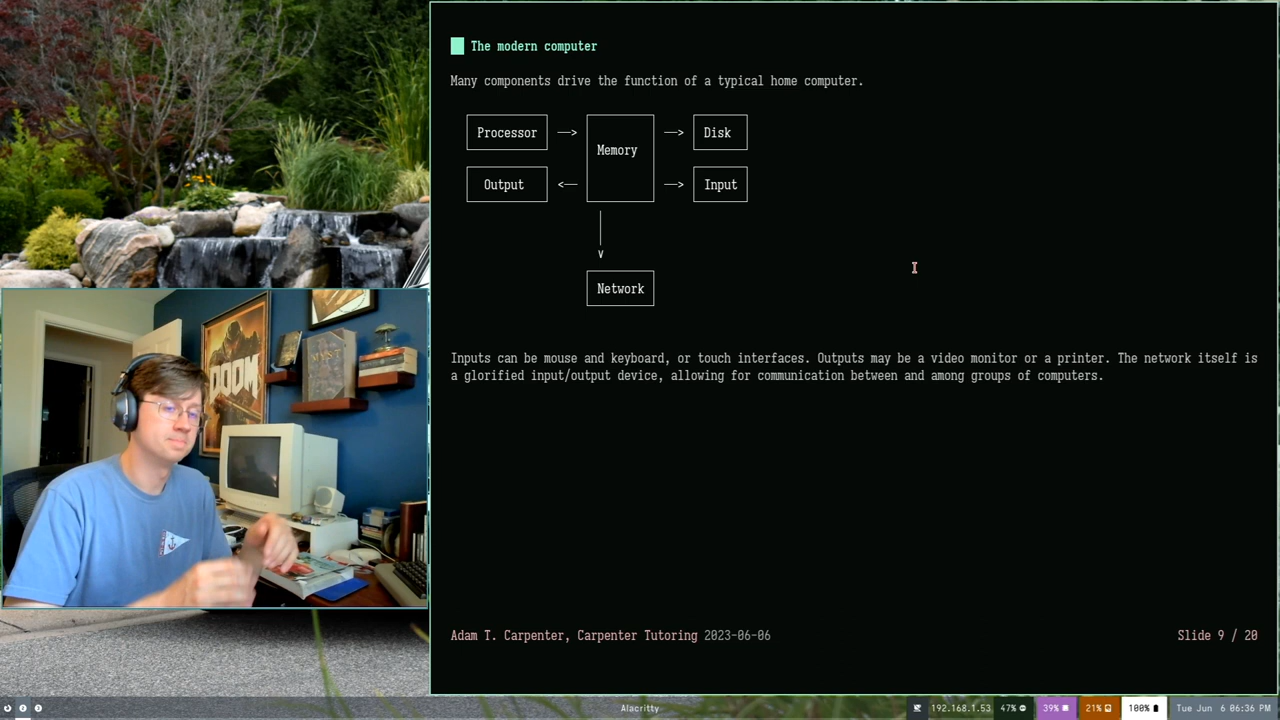 The modern computer
Many components drive the function of a typical home computer.
Processor ──> Memory ──> Disk
Output <── ──> Input
v
Network
Inputs can be mouse and keyboard, or touch interfaces. Outputs may be a video monitor or a printer. The network itself is
a glorified input/output device, allowing for communication between and among groups of computers.
DOOM
MYST
Adam T. Carpenter, Carpenter Tutoring 2023-06-06
Slide 9 / 20
Alacritty
192.168.1.53
47%
39%
21%
100%
Tue Jun 6 06:36 PM